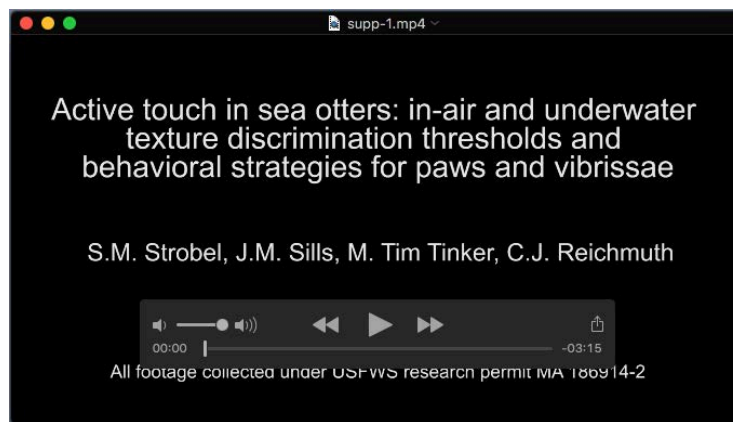 supp-1.mp4
Active touch in sea otters: in-air and underwater
texture discrimination thresholds and
behavioral strategies for paws and vibrissae
S.M. Strobel, J.M. Sills, M. Tim Tinker, C.J. Reichmuth
00:00
-03:15
All footage collected under USFWS research permit MA 186914-2